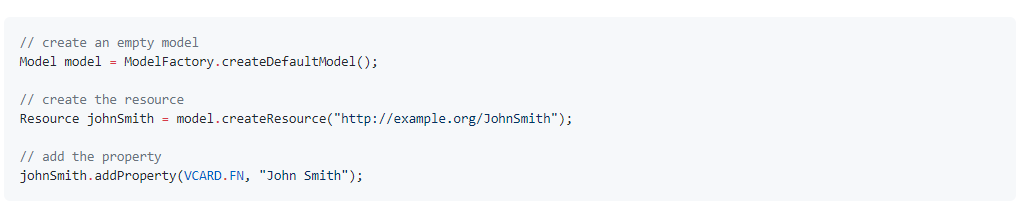 // create an empty model
Model model = ModelFactory.createDefaultModel();
// create the resource
Resource johnSmith = model.createResource("http://example.org/JohnSmith");
// add the property
johnSmith.addProperty(VCARD.FN, "John Smith");